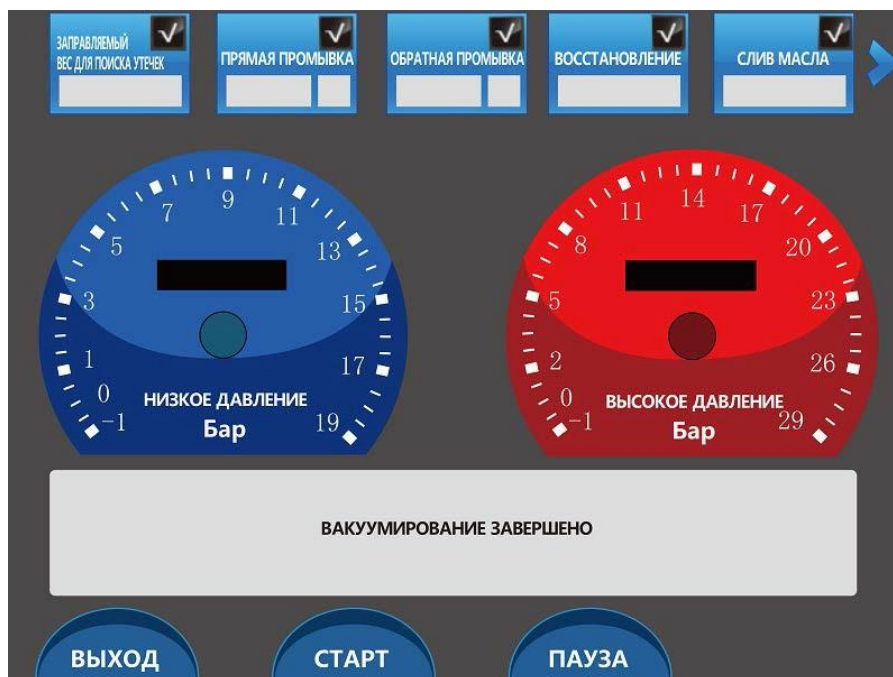 ЗАПРАВЛЯЕМЫЙ
ВЕС ДЛЯ ПОИСКА УТЕЧЕК
ПРЯМАЯ ПРОМЫВКА
ОБРАТНАЯ ПРОМЫВКА
ВОССТАНОВЛЕНИЕ
СЛИВ МАСЛА
-1
0
1
3
5
7
9
11
13
15
17
19
НИЗКОЕ ДАВЛЕНИЕ
Бар
-1
0
2
5
8
11
14
17
20
23
26
29
ВЫСОКОЕ ДАВЛЕНИЕ
Бар
ВАКУУМИРОВАНИЕ ЗАВЕРШЕНО
ВЫХОД
СТАРТ
ПАУЗА